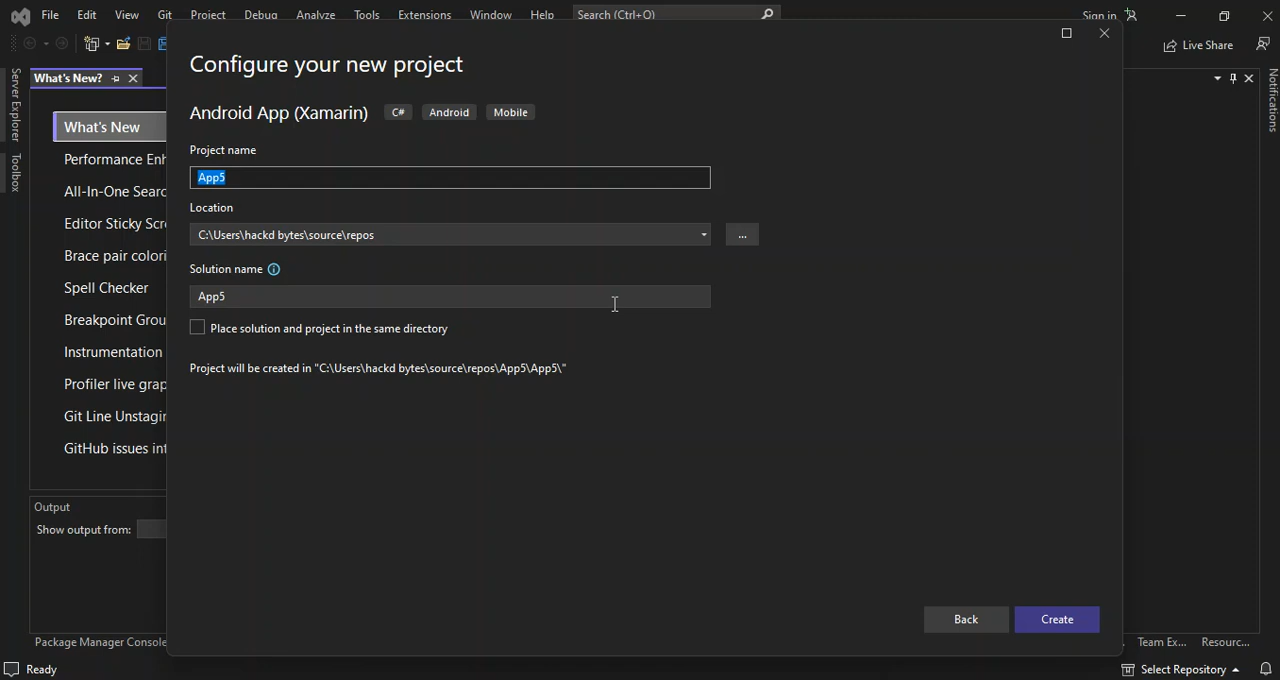 File Edit View Git Project Debug Analyze Tools Extensions Window Help Search (Ctrl+Q) Sign in
Live Share
What's New?
Server Explorer
Toolbox
Notifications
What's New
Performance Enh
All-In-One Searc
Editor Sticky Scr
Brace pair colori
Spell Checker
Breakpoint Grou
Instrumentation
Profiler live grap
Git Line Unstagin
GitHub issues int
Configure your new project
Android App (Xamarin) C# Android Mobile
Project name
App5
Location
C:\Users\hackd bytes\source\repos
...
Solution name
App5
Place solution and project in the same directory
Project will be created in "C:\Users\hackd bytes\source\repos\App5\App5\"
Back Create
Output
Show output from:
Package Manager Console
Team Ex... Resourc...
Ready
Select Repository